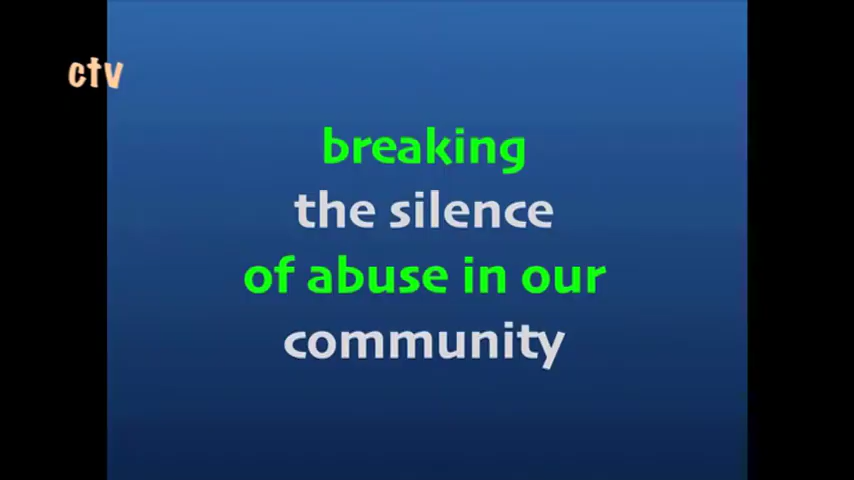 ctv
breaking
the silence
of abuse in our
community